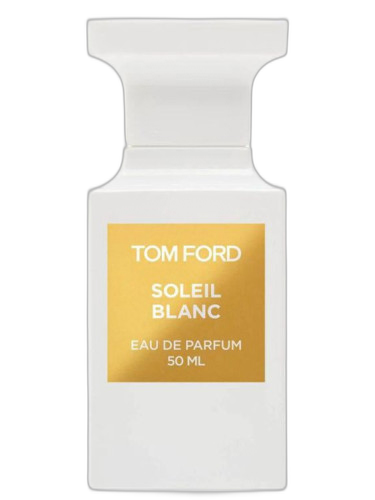 TOM FORD
SOLEIL
BLANC
EAU DE PARFUM
50 ML